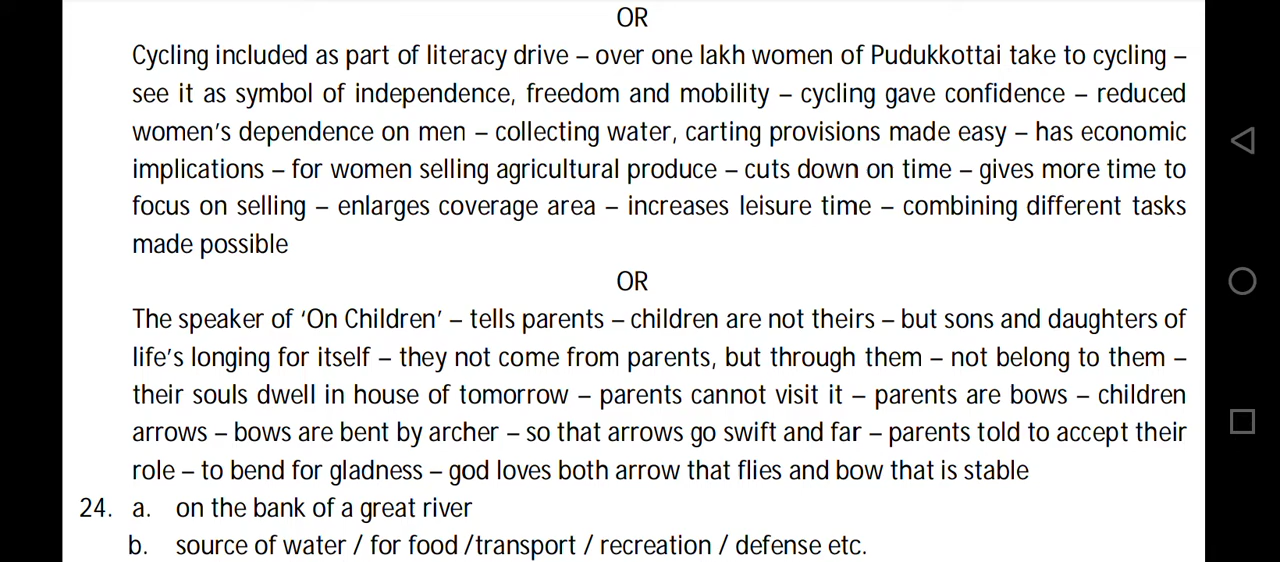 OR
Cycling included as part of literacy drive – over one lakh women of Pudukkottai take to cycling –
see it as symbol of independence, freedom and mobility – cycling gave confidence – reduced
women's dependence on men – collecting water, carting provisions made easy – has economic
implications – for women selling agricultural produce – cuts down on time – gives more time to
focus on selling – enlarges coverage area – increases leisure time – combining different tasks
made possible
OR
The speaker of 'On Children' – tells parents – children are not theirs – but sons and daughters of
life's longing for itself – they not come from parents, but through them – not belong to them –
their souls dwell in house of tomorrow – parents cannot visit it – parents are bows – children
arrows – bows are bent by archer – so that arrows go swift and far – parents told to accept their
role – to bend for gladness – god loves both arrow that flies and bow that is stable
24. a. on the bank of a great river
b. source of water / for food /transport / recreation / defense etc.